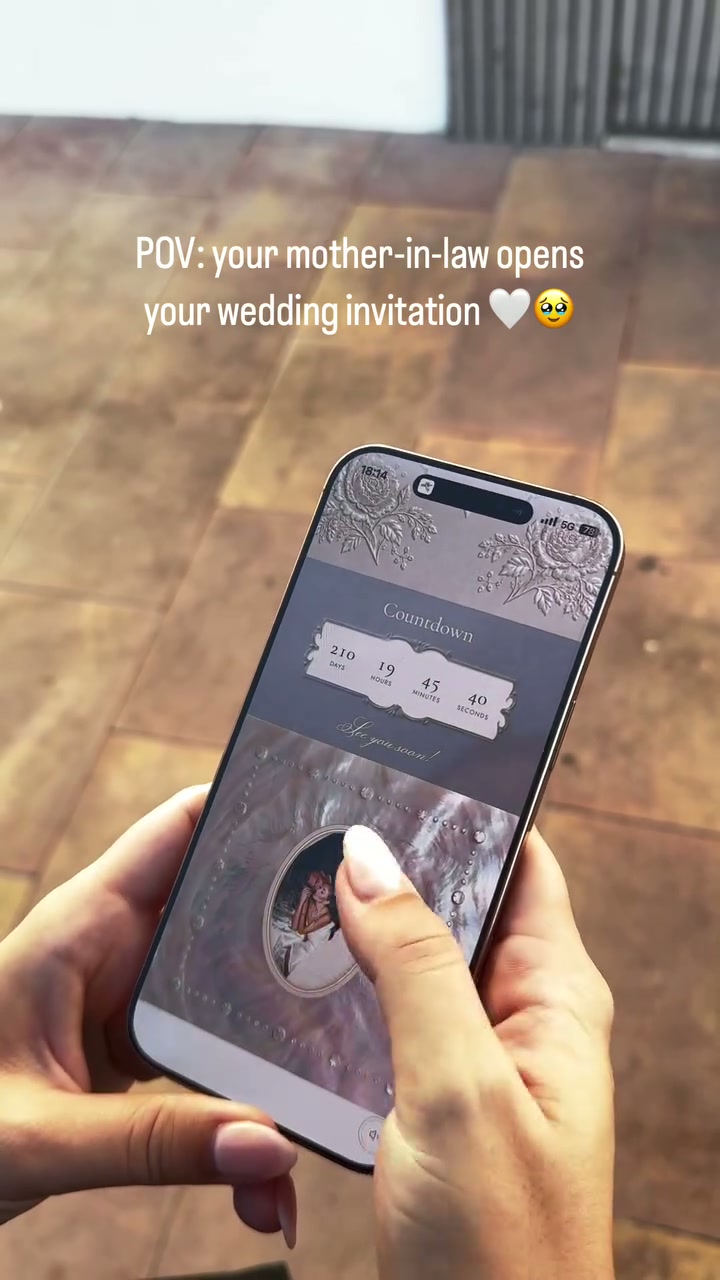 POV: your mother-in-law opens
your wedding invitation 🤍🥹
18:14
5G 78
Countdown
210 19 45 40
DAYS HOURS MINUTES SECONDS
See you soon!